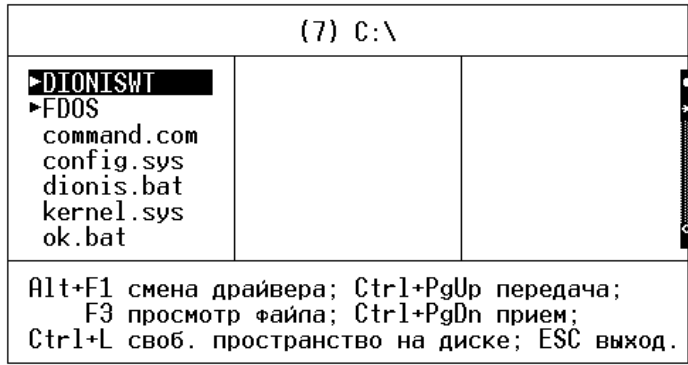 (7) C:\
►DIONISWT
►FDOS
command.com
config.sys
dionis.bat
kernel.sys
ok.bat
Alt+F1 смена драйвера; Ctrl+PgUp передача;
F3 просмотр файла; Ctrl+PgDn прием;
Ctrl+L своб. пространство на диске; ESC выход.